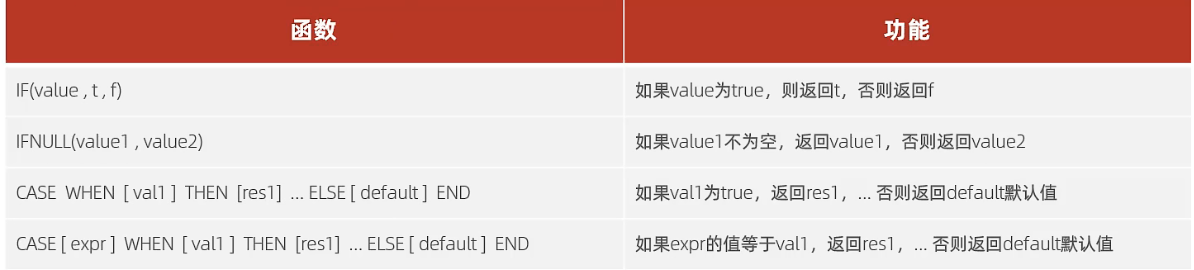 函数 功能
IF(value , t , f) 如果value为true，则返回t，否则返回f
IFNULL(value1 , value2) 如果value1不为空，返回value1，否则返回value2
CASE WHEN [ val1 ] THEN [res1] ... ELSE [ default ] END 如果val1为true，返回res1，... 否则返回default默认值
CASE [ expr ] WHEN [ val1 ] THEN [res1] ... ELSE [ default ] END 如果expr的值等于val1，返回res1，... 否则返回default默认值